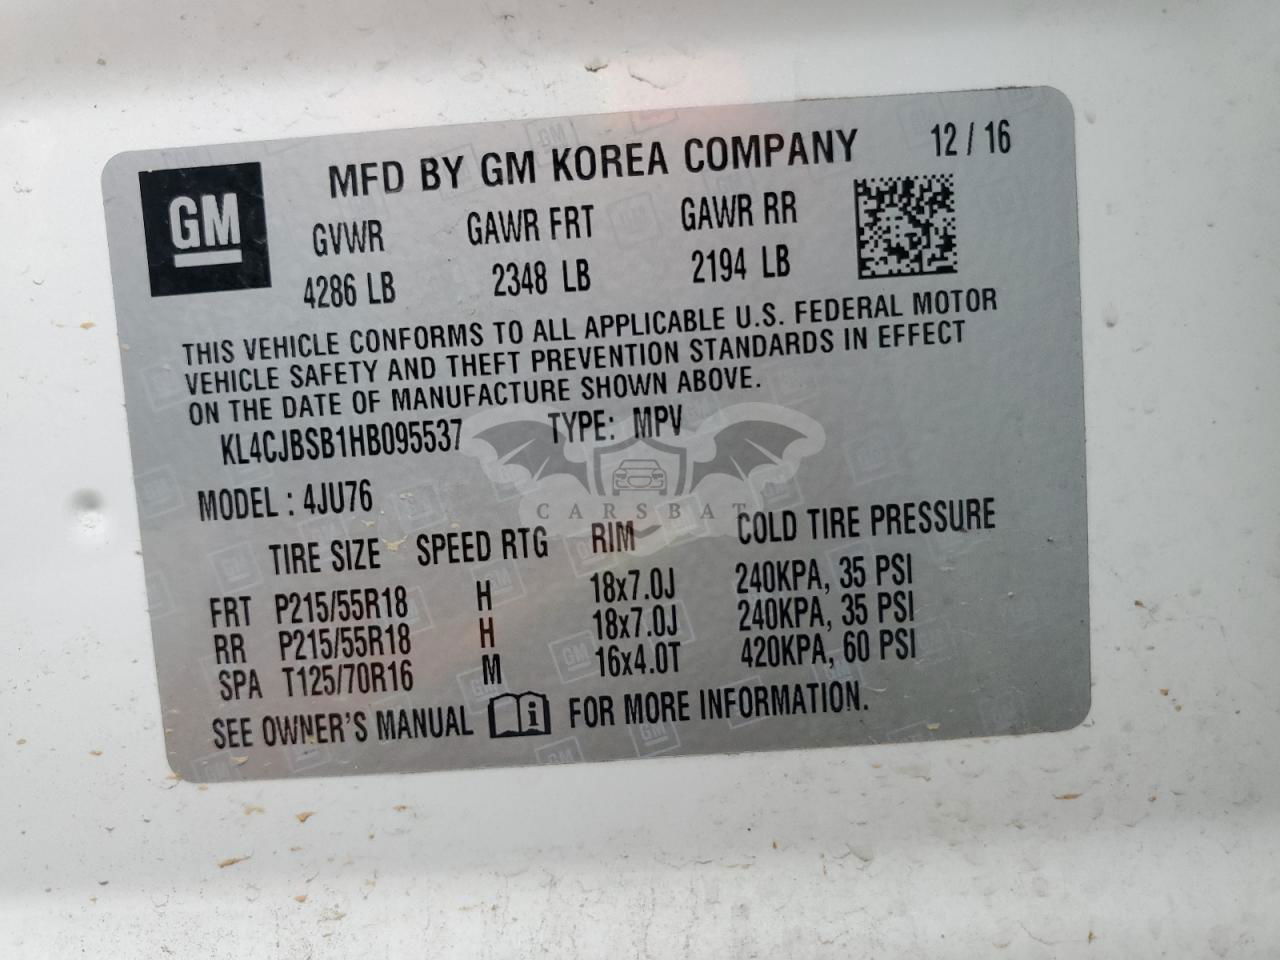 GM
MFD BY GM KOREA COMPANY 12 / 16
GVWR GAWR FRT GAWR RR
4286 LB 2348 LB 2194 LB
THIS VEHICLE CONFORMS TO ALL APPLICABLE U.S. FEDERAL MOTOR
VEHICLE SAFETY AND THEFT PREVENTION STANDARDS IN EFFECT
ON THE DATE OF MANUFACTURE SHOWN ABOVE.
KL4CJBSB1HB095537 TYPE: MPV
MODEL : 4JU76
CARSBAT
TIRE SIZE SPEED RTG RIM COLD TIRE PRESSURE
FRT P215/55R18 H 18x7.0J 240KPA, 35 PSI
RR P215/55R18 H 18x7.0J 240KPA, 35 PSI
SPA T125/70R16 M 16x4.0T 420KPA, 60 PSI
SEE OWNER'S MANUAL i FOR MORE INFORMATION.